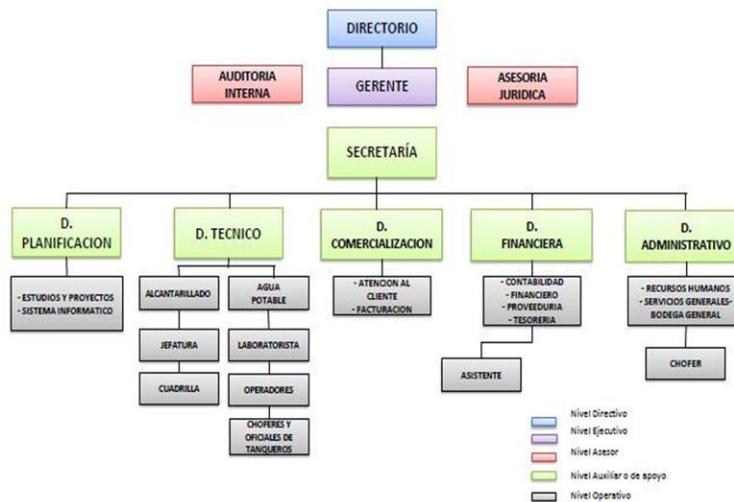 DIRECTORIO
AUDITORIA
INTERNA
GERENTE
ASESORIA
JURIDICA
SECRETARÍA
D.
PLANIFICACION
D. TECNICO
D.
COMERCIALIZACION
D.
FINANCIERA
D.
ADMINISTRATIVO
- ESTUDIOS Y PROYECTOS
- SISTEMA INFORMATICO
ALCANTARILLADO
JEFATURA
CUADRILLA
AGUA
POTABLE
LABORATORISTA
OPERADORES
CHOFERES Y
OFICIALES DE
TANQUEROS
- ATENCION AL
CLIENTE
- FACTURACION
- CONTABILIDAD
- FINANCIERO
- PROVEEDURIA
- TESORERIA
ASISTENTE
- RECURSOS HUMANOS
- SERVICIOS GENERALES-
BODEGA GENERAL
CHOFER
Nivel Directivo
Nivel Ejecutivo
Nivel Asesor
Nivel Auxiliar o de apoyo
Nivel Operativo